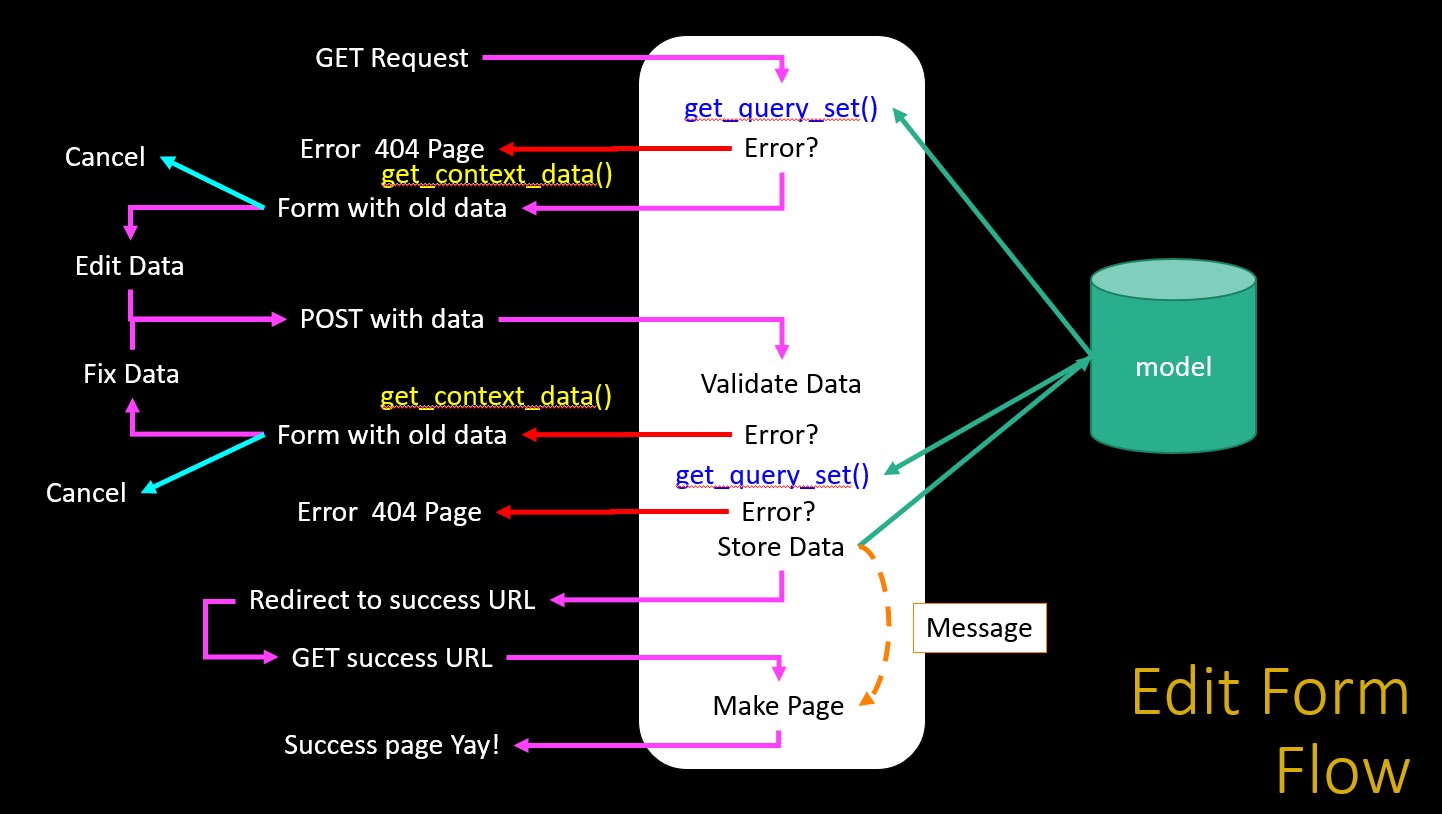 GET Request
get_query_set()
Error 404 Page
Error?
Cancel
get_context_data()
Form with old data
Edit Data
POST with data
Fix Data
Validate Data
model
get_context_data()
Form with old data
Error?
get_query_set()
Cancel
Error 404 Page
Error?
Store Data
Redirect to success URL
Message
GET success URL
Make Page
Success page Yay!
Edit Form
Flow